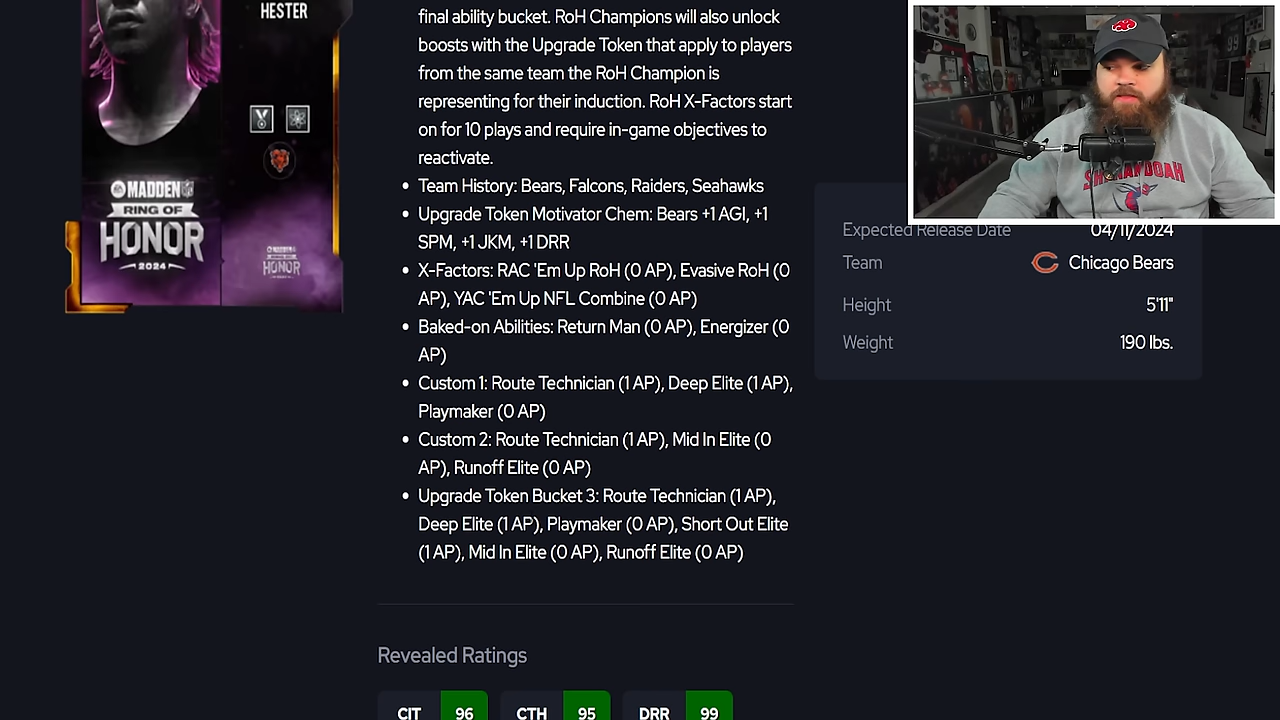 HESTER
MADDEN NFL
RING OF
HONOR
2024
HONOR
final ability bucket. RoH Champions will also unlock
boosts with the Upgrade Token that apply to players
from the same team the RoH Champion is
representing for their induction. RoH X-Factors start
on for 10 plays and require in-game objectives to
reactivate.
• Team History: Bears, Falcons, Raiders, Seahawks
• Upgrade Token Motivator Chem: Bears +1 AGI, +1
SPM, +1 JKM, +1 DRR
• X-Factors: RAC 'Em Up RoH (0 AP), Evasive RoH (0
AP), YAC 'Em Up NFL Combine (0 AP)
• Baked-on Abilities: Return Man (0 AP), Energizer (0
AP)
• Custom 1: Route Technician (1 AP), Deep Elite (1 AP),
Playmaker (0 AP)
• Custom 2: Route Technician (1 AP), Mid In Elite (0
AP), Runoff Elite (0 AP)
• Upgrade Token Bucket 3: Route Technician (1 AP),
Deep Elite (1 AP), Playmaker (0 AP), Short Out Elite
(1 AP), Mid In Elite (0 AP), Runoff Elite (0 AP)
Revealed Ratings
CIT 96 CTH 95 DRR 99
Expected Release Date 04/11/2024
Team Chicago Bears
Height 5'11"
Weight 190 lbs.
SHENANDOAH
99